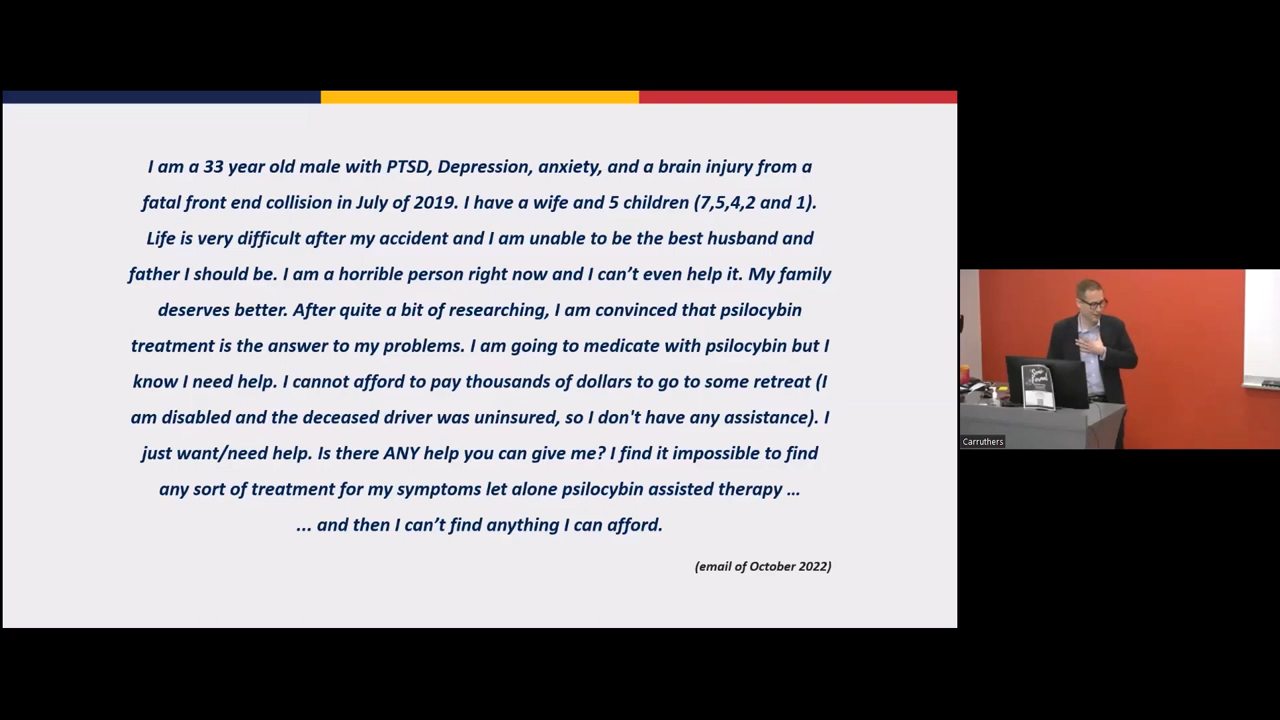 I am a 33 year old male with PTSD, Depression, anxiety, and a brain injury from a
fatal front end collision in July of 2019. I have a wife and 5 children (7,5,4,2 and 1).
Life is very difficult after my accident and I am unable to be the best husband and
father I should be. I am a horrible person right now and I can’t even help it. My family
deserves better. After quite a bit of researching, I am convinced that psilocybin
treatment is the answer to my problems. I am going to medicate with psilocybin but I
know I need help. I cannot afford to pay thousands of dollars to go to some retreat (I
am disabled and the deceased driver was uninsured, so I don't have any assistance). I
just want/need help. Is there ANY help you can give me? I find it impossible to find
any sort of treatment for my symptoms let alone psilocybin assisted therapy …
... and then I can’t find anything I can afford.
(email of October 2022)
Carruthers